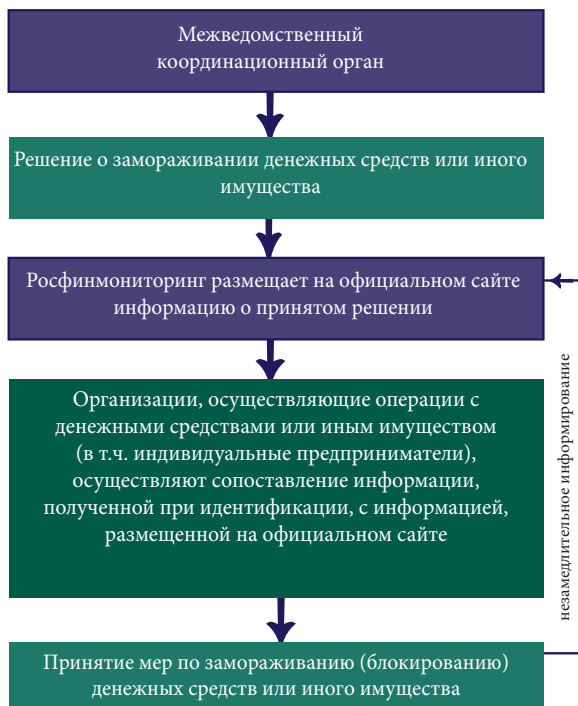 Межведомственный
координационный орган
Решение о замораживании денежных средств или иного
имущества
Росфинмониторинг размещает на официальном сайте
информацию о принятом решении
Организации, осуществляющие операции с
денежными средствами или иным имуществом
(в т.ч. индивидуальные предприниматели),
осуществляют сопоставление информации,
полученной при идентификации, с информацией,
размещенной на официальном сайте
незамедлительное информирование
Принятие мер по замораживанию (блокированию)
денежных средств или иного имущества